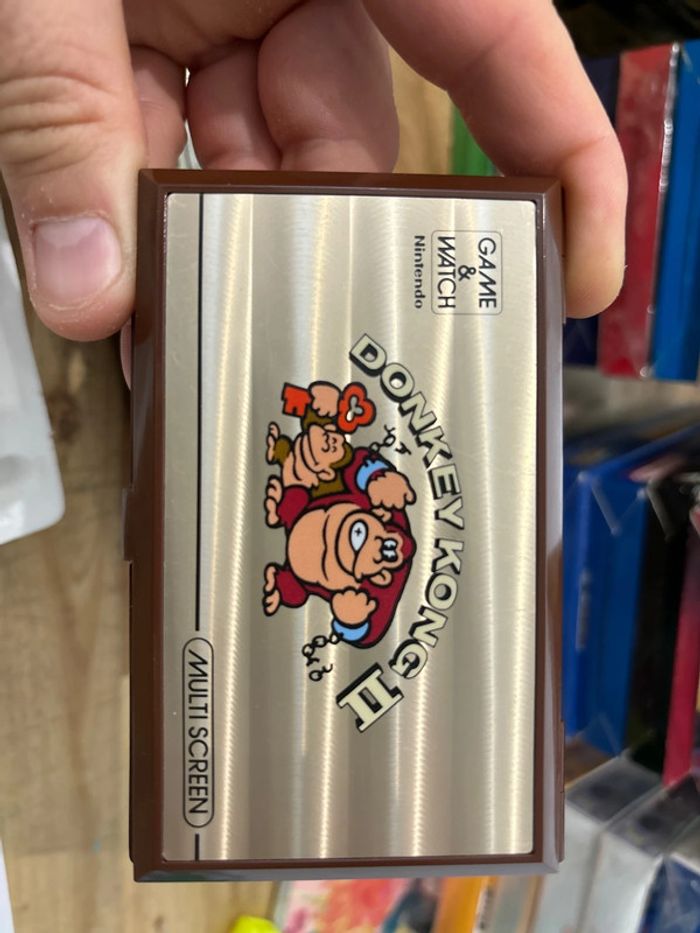 GAME
&
WATCH
Nintendo
DONKEY KONG II
MULTI SCREEN